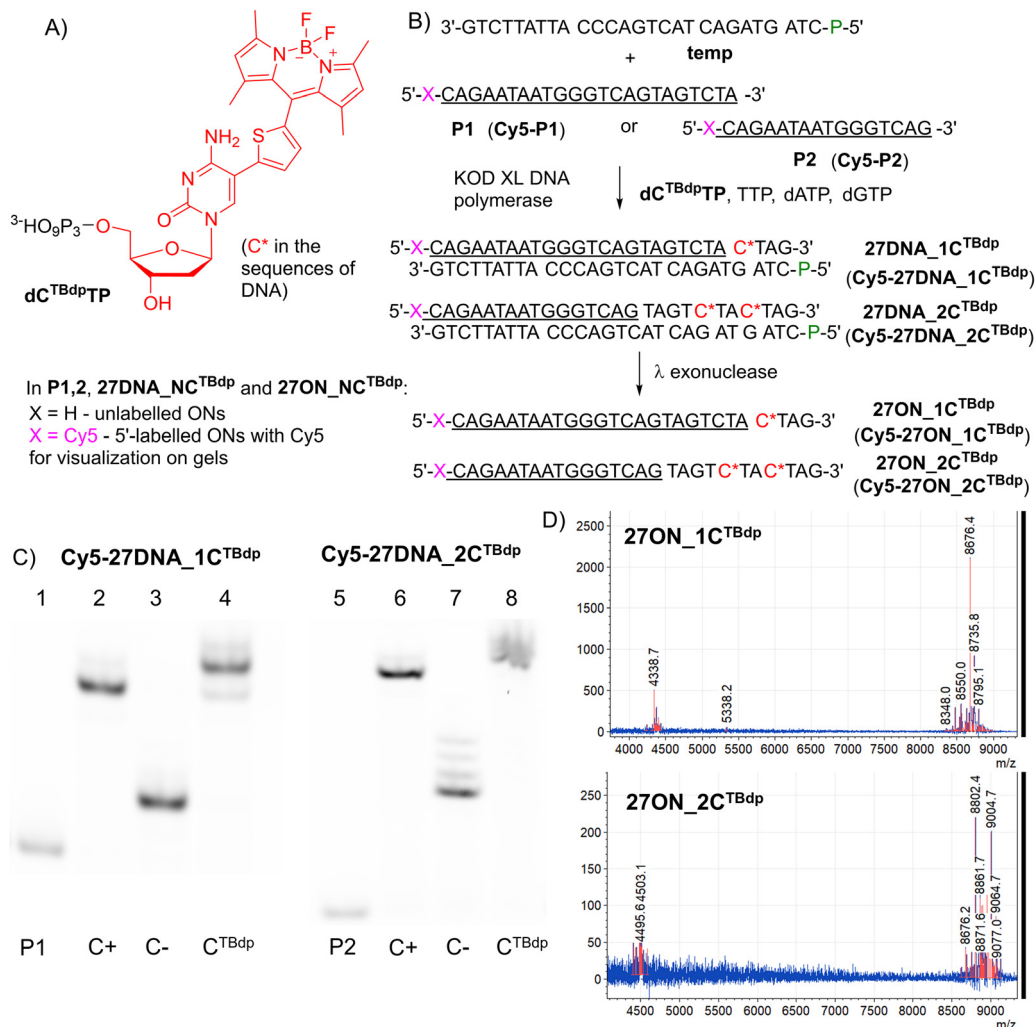 A)
F
F
B
N
N
−
+
NH₂
S
N
O
N
³⁻HO₉P₃
O
O
OH
dC^TBdpTP
(C* in the
sequences of
DNA)
B)
3'-GTCTTATTA CCCAGTCAT CAGATG ATC-P-5'
temp
+
5'-X-CAGAATAATGGGTCAGTAGTCTA -3'
P1 (Cy5-P1)
or
5'-X-CAGAATAATGGGTCAG -3'
P2 (Cy5-P2)
KOD XL DNA
polymerase
dC^TBdpTP, TTP, dATP, dGTP
5'-X-CAGAATAATGGGTCAGTAGTCTA C*TAG-3'
3'-GTCTTATTA CCCAGTCAT CAGATG ATC-P-5'
27DNA_1C^TBdp
(Cy5-27DNA_1C^TBdp)
5'-X-CAGAATAATGGGTCAG TAGTC*TAC*TAG-3'
3'-GTCTTATTA CCCAGTCAT CAG AT G ATC-P-5'
27DNA_2C^TBdp
(Cy5-27DNA_2C^TBdp)
λ exonuclease
5'-X-CAGAATAATGGGTCAGTAGTCTA C*TAG-3'
27ON_1C^TBdp
(Cy5-27ON_1C^TBdp)
5'-X-CAGAATAATGGGTCAG TAGTC*TAC*TAG-3'
27ON_2C^TBdp
(Cy5-27ON_2C^TBdp)
In P1,2, 27DNA_NC^TBdp and 27ON_NC^TBdp:
X = H - unlabelled ONs
X = Cy5 - 5'-labelled ONs with Cy5
for visualization on gels
C)
Cy5-27DNA_1C^TBdp
Cy5-27DNA_2C^TBdp
1 2 3 4 5 6 7 8
P1 C+ C- C^TBdp P2 C+ C- C^TBdp
D)
27ON_1C^TBdp
2500
2000
1500
1000
500
0
4338.7
5338.2
8348.0
8550.0
8676.4
8735.8
8795.1
4000 4500 5000 5500 6000 6500 7000 7500 8000 8500 9000
m/z
27ON_2C^TBdp
250
200
150
100
50
0
4495.6
4503.1
8676.2
8802.4
8861.7
8871.6
9004.7
9064.7
9077.0
4500 5000 5500 6000 6500 7000 7500 8000 8500 9000
m/z